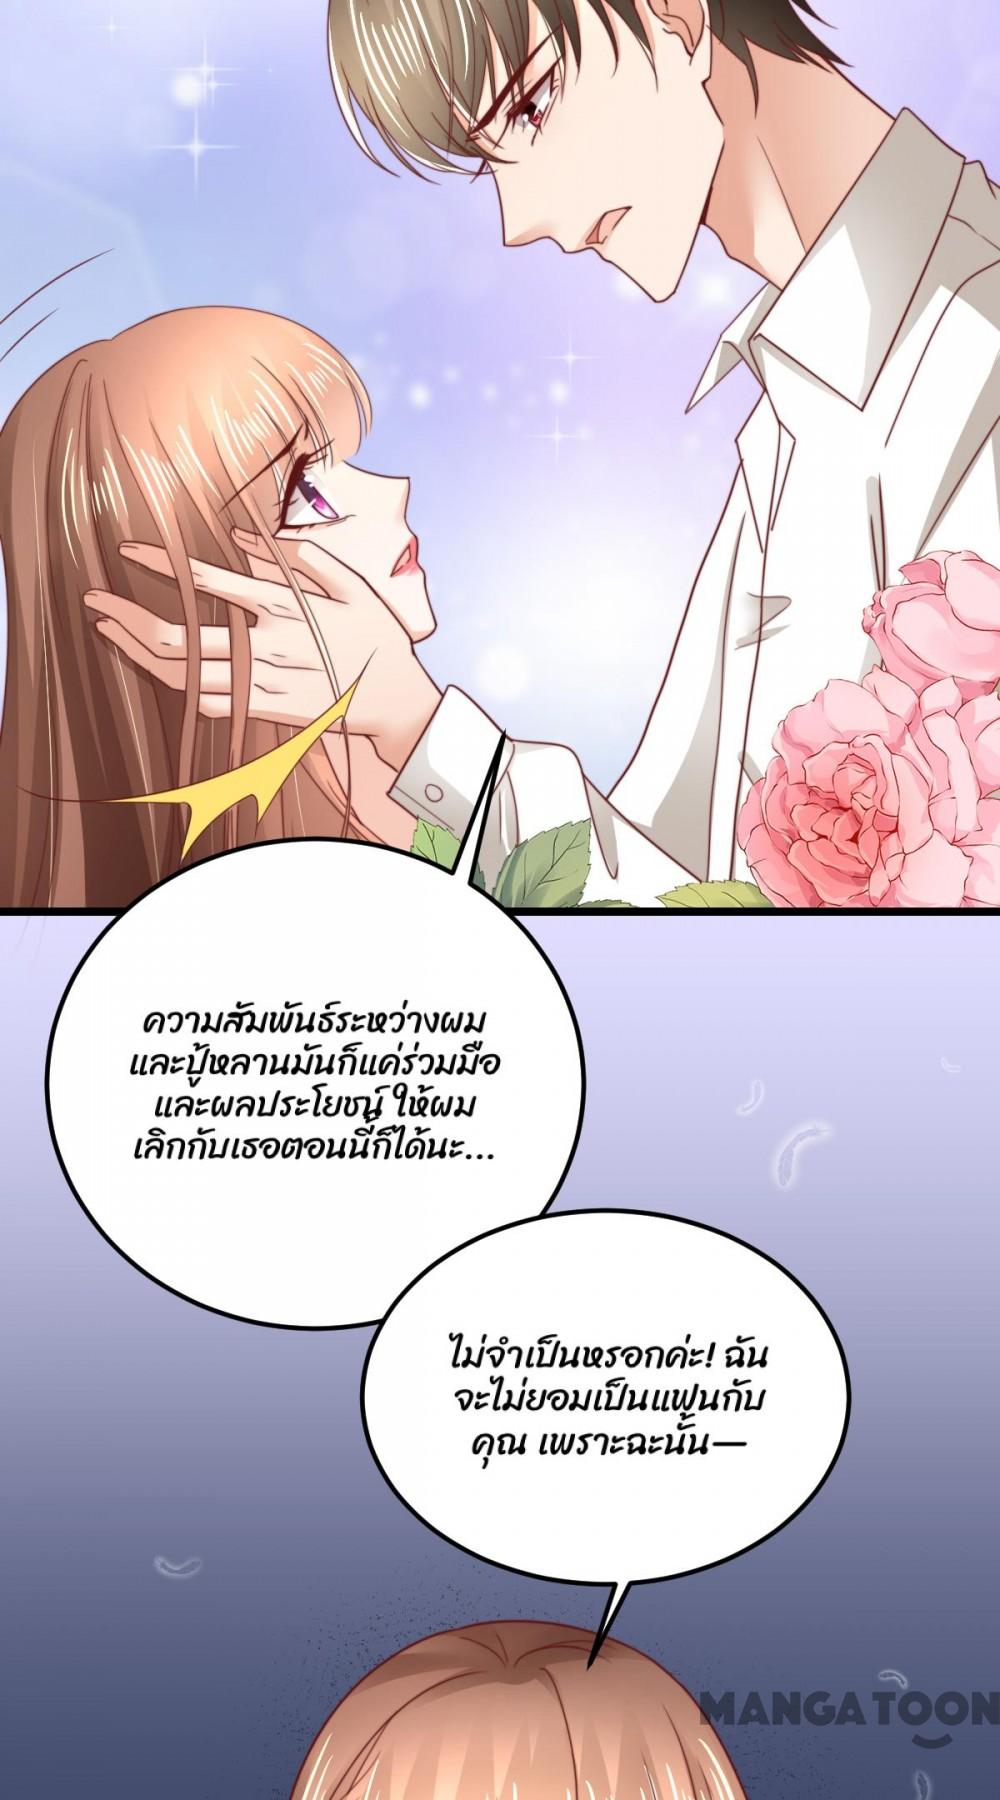 ความสัมพันธ์ระหว่างผม
และปู้หลานมันก็แค่ร่วมมือ
และผลประโยชน์ ให้ผม
เลิกกับเธอตอนนี้ก็ได้นะ...
ไม่จำเป็นหรอกค่ะ! ฉัน
จะไม่ยอมเป็นแฟนกับ
คุณ เพราะฉะนั้น—
MANGATOON